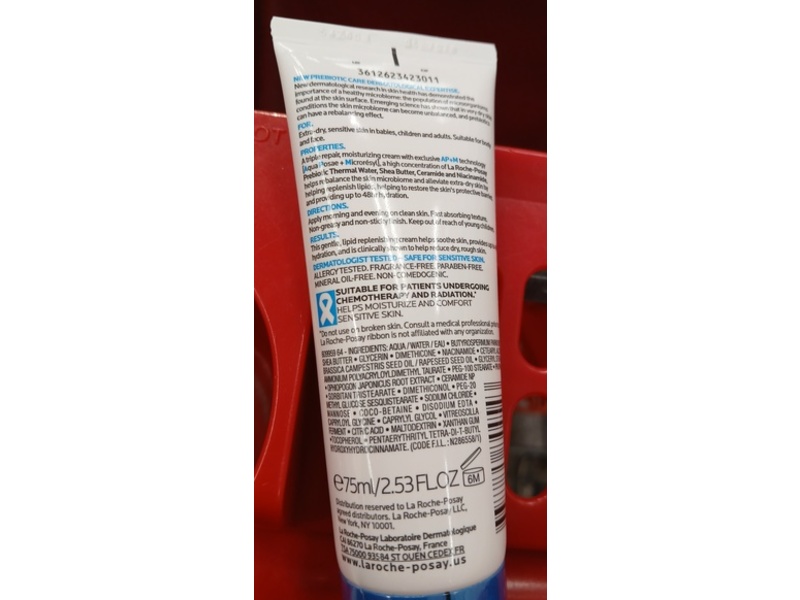 3612623423011
NEW PREBIOTIC CARE DERMATOLOGICAL EXPERTISE.
New dermatological research in skin health has demonstrated the
importance of a healthy microbiome: the population of microorganisms
found at the skin surface. Emerging science has shown that in very dry skin
conditions the skin microbiome can become unbalanced, and prebiotics
can have a rebalancing effect.
FOR.
Extra-dry, sensitive skin in babies, children and adults. Suitable for body
and face.
PROPERTIES.
A triple repair, moisturizing cream with exclusive AP+M technology
[Aqua Posae + Microrésyl], a high concentration of La Roche-Posay
Prebiotic Thermal Water, Shea Butter, Ceramide and Niacinamide,
helps rebalance the skin microbiome and alleviate extra-dry skin by
helping replenish lipids, helping to restore the skin's protective barrier,
and providing up to 48hr hydration.
DIRECTIONS.
Apply morning and evening on clean skin. Fast absorbing texture.
Non-greasy and non-sticky finish. Keep out of reach of young children.
RESULTS.
This gentle, lipid replenishing cream helps soothe skin, provides up to
hydration, and is clinically shown to help reduce dry, rough skin.
DERMATOLOGIST TESTED - SAFE FOR SENSITIVE SKIN.
ALLERGY TESTED. FRAGRANCE-FREE. PARABEN-FREE.
MINERAL OIL-FREE. NON-COMEDOGENIC.
SUITABLE FOR PATIENTS UNDERGOING
CHEMOTHERAPY AND RADIATION.*
HELPS MOISTURIZE AND COMFORT
SENSITIVE SKIN.
*Do not use on broken skin. Consult a medical professional
La Roche-Posay ribbon is not affiliated with any organization.
INGREDIENTS: AQUA / WATER / EAU • BUTYROSPERMUM
SHEA BUTTER • GLYCERIN • DIMETHICONE • NIACINAMIDE •
BRASSICA CAMPESTRIS SEED OIL / RAPESEED SEED OIL •
AMMONIUM POLYACRYLOYLDIMETHYL TAURATE • PEG-100 STEARATE •
• OPHIOPOGON JAPONICUS ROOT EXTRACT • CERAMIDE NP
• SORBITAN TRISTEARATE • DIMETHICONOL • PEG-20
METHYL GLUCOSE SESQUISTEARATE • SODIUM CHLORIDE •
MANNOSE • COCO-BETAINE • DISODIUM EDTA •
CAPRYLOYL GLYCINE • CAPRYLYL GLYCOL • VITREOSCILLA
FERMENT • CITRIC ACID • MALTODEXTRIN • XANTHAN GUM
• TOCOPHEROL • PENTAERYTHRITYL TETRA-DI-T-BUTYL
HYDROXYHYDROCINNAMATE. (CODE F.I.L.: N286558/1)
℮75ml/2.53 FL.OZ 6M
Distribution reserved to La Roche-Posay
agreed distributors. La Roche-Posay LLC,
New York, NY 10001.
La Roche-Posay Laboratoire Dermatologique
CAI 86270 La Roche-Posay, France
TSA 75000 93584 ST OUEN CEDEX FR
www.laroche-posay.us